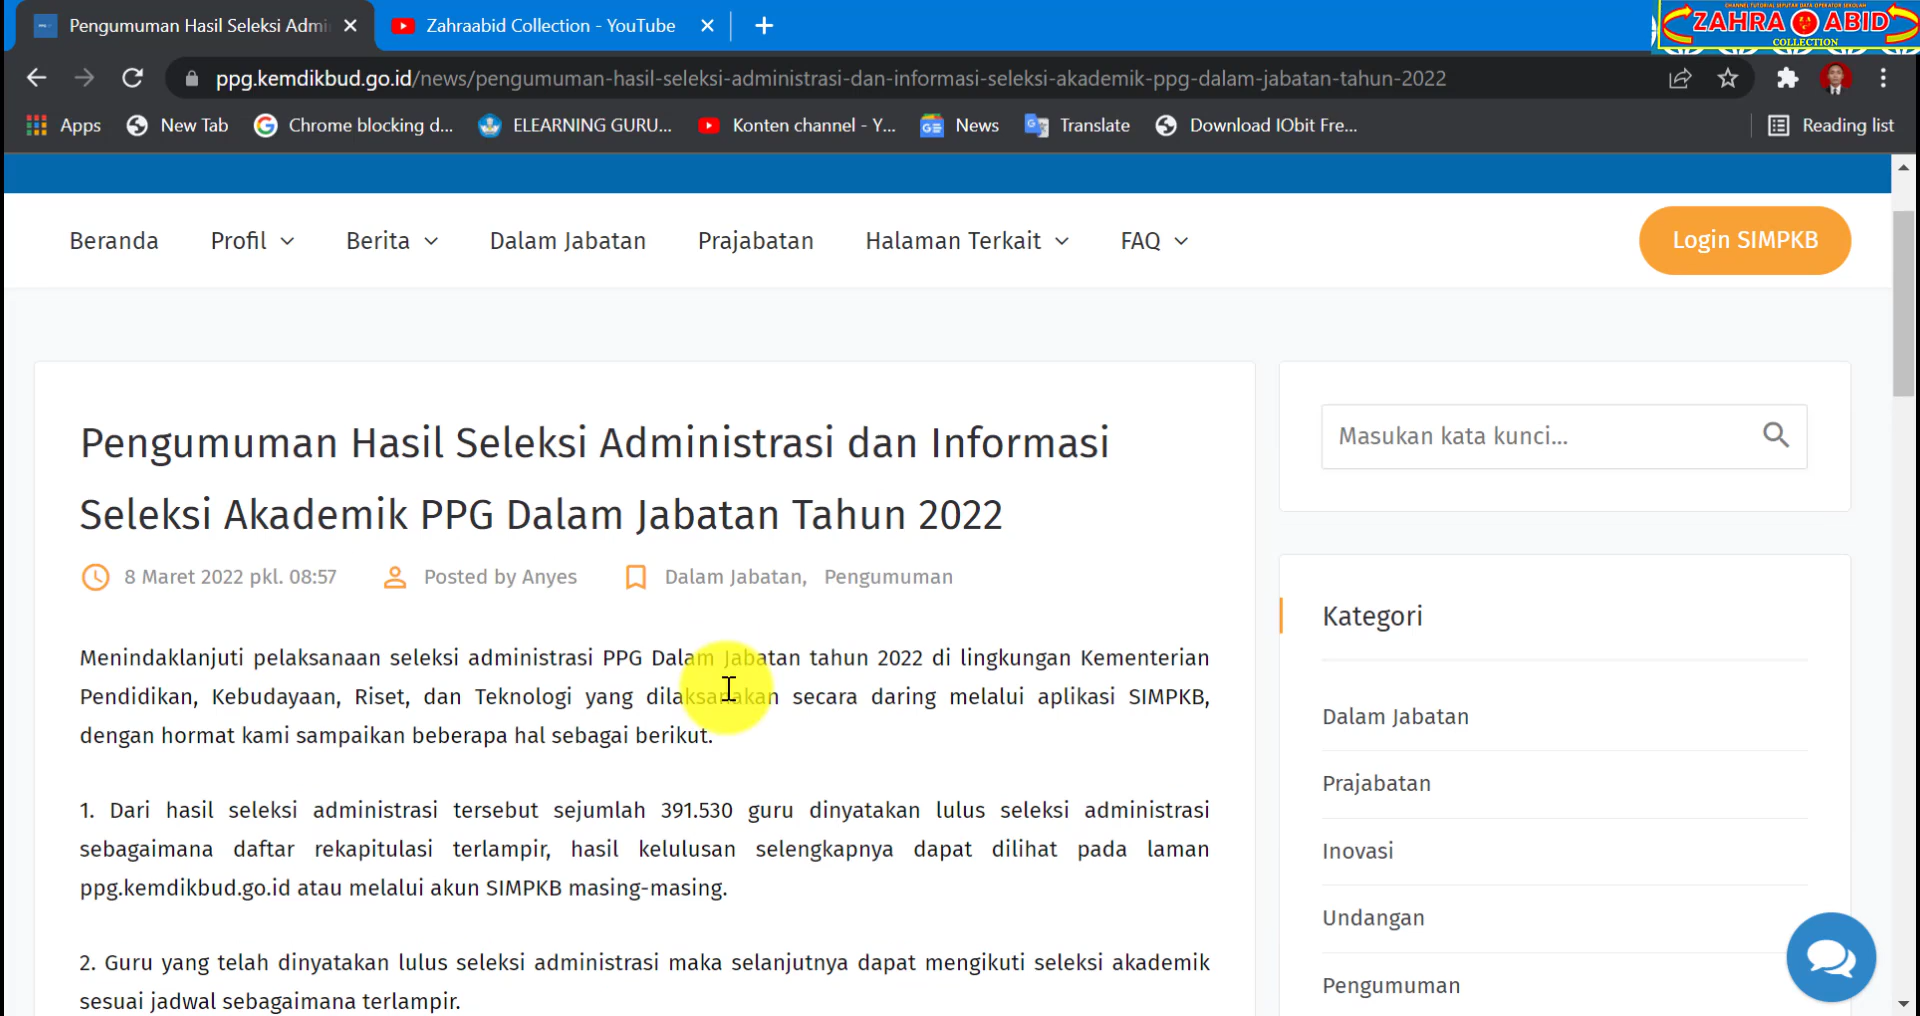 Pengumuman Hasil Seleksi Admi
Zahraabid Collection - YouTube
CHANNEL TUTORIAL SEPUTAR DATA OPERATOR SEKOLAH
ZAHRA ABID
COLLECTION
ppg.kemdikbud.go.id/news/pengumuman-hasil-seleksi-administrasi-dan-informasi-seleksi-akademik-ppg-dalam-jabatan-tahun-2022
Apps New Tab Chrome blocking d... ELEARNING GURU... Konten channel - Y... News Translate Download IObit Fre... Reading list
Beranda Profil Berita Dalam Jabatan Prajabatan Halaman Terkait FAQ Login SIMPKB
Pengumuman Hasil Seleksi Administrasi dan Informasi
Seleksi Akademik PPG Dalam Jabatan Tahun 2022
8 Maret 2022 pkl. 08:57 Posted by Anyes Dalam Jabatan, Pengumuman
Menindaklanjuti pelaksanaan seleksi administrasi PPG Dalam Jabatan tahun 2022 di lingkungan Kementerian
Pendidikan, Kebudayaan, Riset, dan Teknologi yang dilaksanakan secara daring melalui aplikasi SIMPKB,
dengan hormat kami sampaikan beberapa hal sebagai berikut.
1. Dari hasil seleksi administrasi tersebut sejumlah 391.530 guru dinyatakan lulus seleksi administrasi
sebagaimana daftar rekapitulasi terlampir, hasil kelulusan selengkapnya dapat dilihat pada laman
ppg.kemdikbud.go.id atau melalui akun SIMPKB masing-masing.
2. Guru yang telah dinyatakan lulus seleksi administrasi maka selanjutnya dapat mengikuti seleksi akademik
sesuai jadwal sebagaimana terlampir.
Masukan kata kunci...
Kategori
Dalam Jabatan
Prajabatan
Inovasi
Undangan
Pengumuman